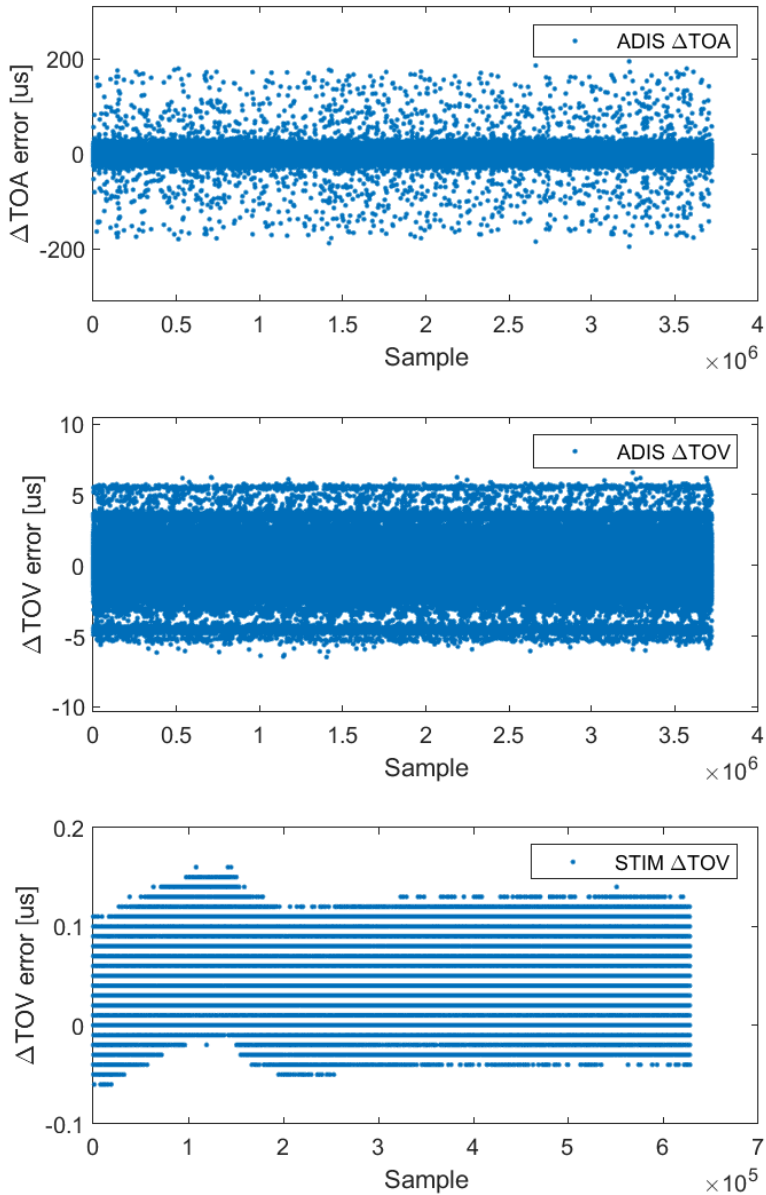 ΔTOA error [us]
200
0
-200
ADIS ΔTOA
0 0.5 1 1.5 2 2.5 3 3.5 4
Sample
×10^6
ΔTOV error [us]
10
5
0
-5
-10
ADIS ΔTOV
0 0.5 1 1.5 2 2.5 3 3.5 4
Sample
×10^6
ΔTOV error [us]
0.2
0.1
0
-0.1
STIM ΔTOV
0 1 2 3 4 5 6 7
Sample
×10^5